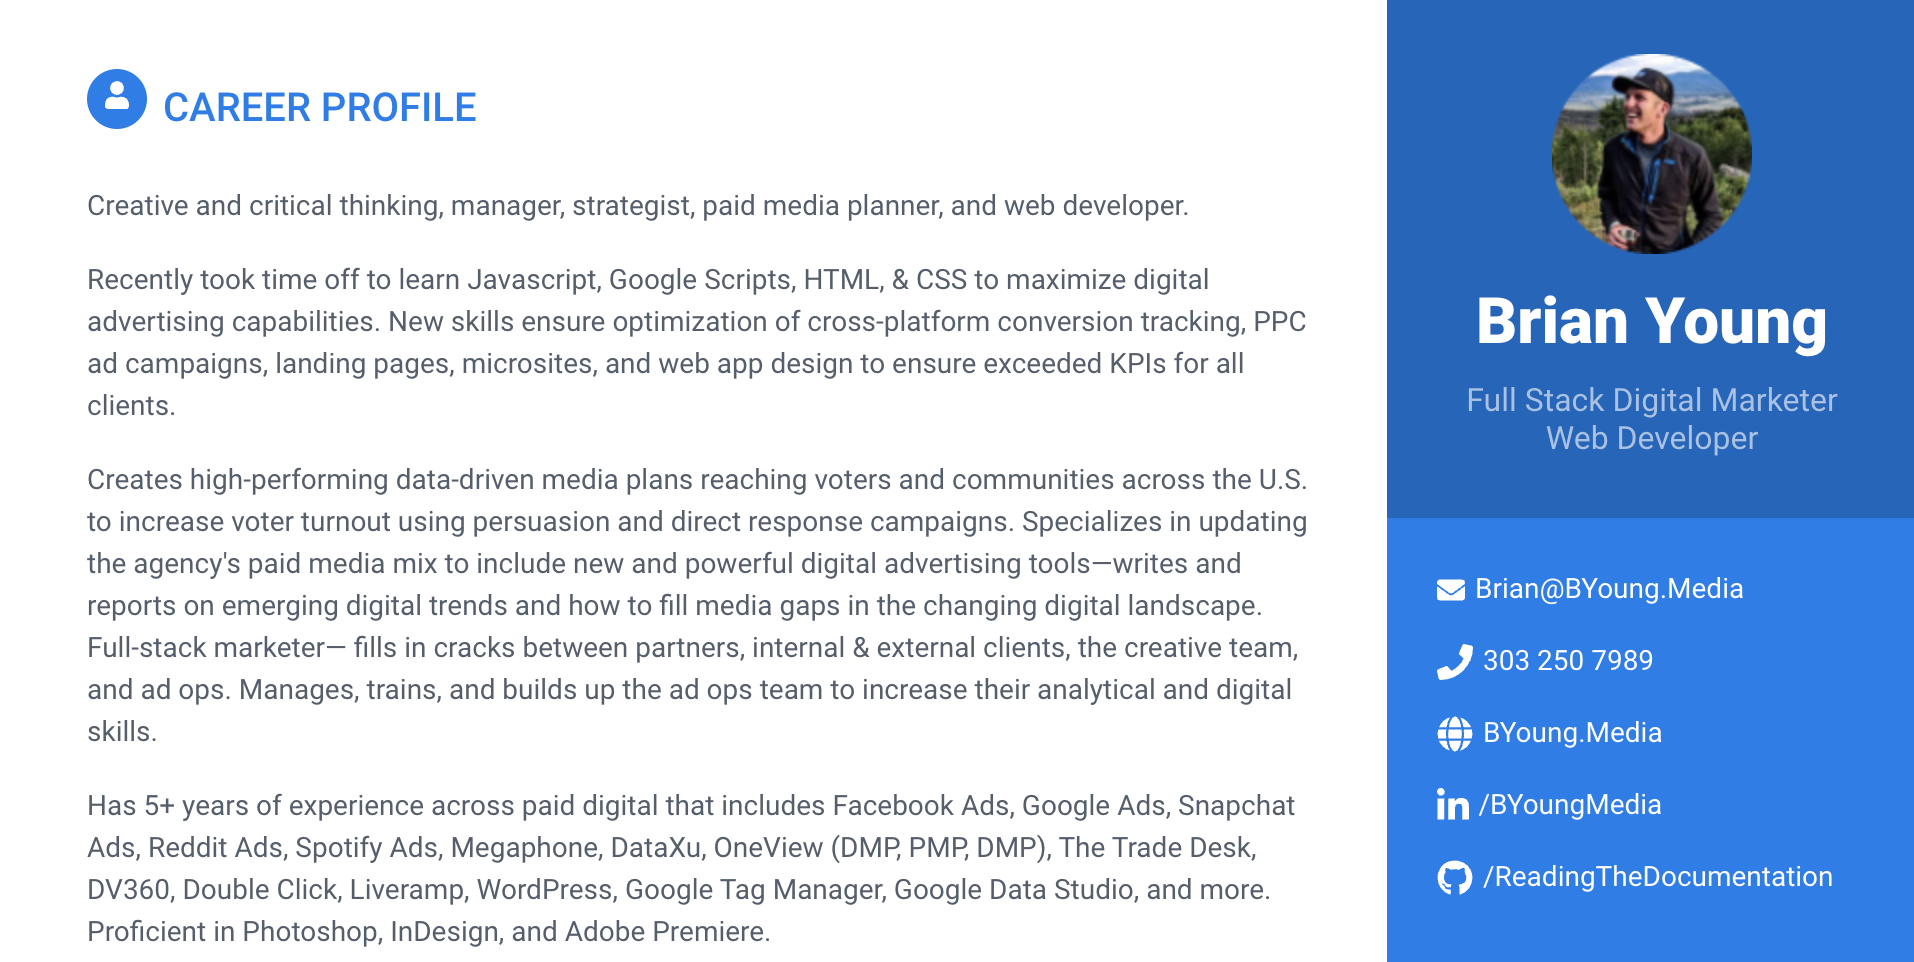 CAREER PROFILE
Creative and critical thinking, manager, strategist, paid media planner, and web developer.
Recently took time off to learn Javascript, Google Scripts, HTML, & CSS to maximize digital
advertising capabilities. New skills ensure optimization of cross-platform conversion tracking, PPC
ad campaigns, landing pages, microsites, and web app design to ensure exceeded KPIs for all
clients.
Creates high-performing data-driven media plans reaching voters and communities across the U.S.
to increase voter turnout using persuasion and direct response campaigns. Specializes in updating
the agency's paid media mix to include new and powerful digital advertising tools—writes and
reports on emerging digital trends and how to fill media gaps in the changing digital landscape.
Full-stack marketer— fills in cracks between partners, internal & external clients, the creative team,
and ad ops. Manages, trains, and builds up the ad ops team to increase their analytical and digital
skills.
Has 5+ years of experience across paid digital that includes Facebook Ads, Google Ads, Snapchat
Ads, Reddit Ads, Spotify Ads, Megaphone, DataXu, OneView (DMP, PMP, DMP), The Trade Desk,
DV360, Double Click, Liveramp, WordPress, Google Tag Manager, Google Data Studio, and more.
Proficient in Photoshop, InDesign, and Adobe Premiere.
Brian Young
Full Stack Digital Marketer
Web Developer
Brian@BYoung.Media
303 250 7989
BYoung.Media
/BYoungMedia
/ReadingTheDocumentation